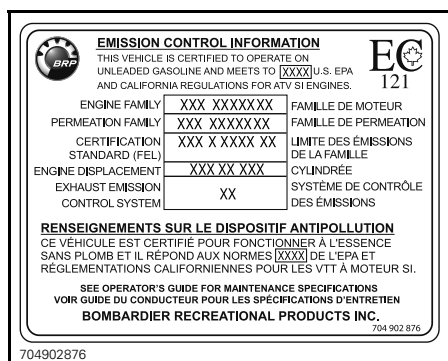 BRP
EMISSION CONTROL INFORMATION
THIS VEHICLE IS CERTIFIED TO OPERATE ON
UNLEADED GASOLINE AND MEETS TO XXXX U.S. EPA
AND CALIFORNIA REGULATIONS FOR ATV SI ENGINES.
EC
121
ENGINE FAMILY XXX XXXXXXX FAMILLE DE MOTEUR
PERMEATION FAMILY XXX XXXXXXX FAMILLE DE PERMEATION
CERTIFICATION XXX X XXXX XX LIMITE DES ÉMISSIONS
STANDARD (FEL) DE LA FAMILLE
ENGINE DISPLACEMENT XXX XX XXX CYLINDRÉE
EXHAUST EMISSION XX SYSTÈME DE CONTRÔLE
CONTROL SYSTEM DES ÉMISSIONS
RENSEIGNEMENTS SUR LE DISPOSITIF ANTIPOLLUTION
CE VÉHICULE EST CERTIFIÉ POUR FONCTIONNER À L'ESSENCE
SANS PLOMB ET IL RÉPOND AUX NORMES XXXX DE L'EPA ET
RÉGLEMENTATIONS CALIFORNIENNES POUR LES VTT À MOTEUR SI.
SEE OPERATOR'S GUIDE FOR MAINTENANCE SPECIFICATIONS
VOIR GUIDE DU CONDUCTEUR POUR LES SPÉCIFICATIONS D'ENTRETIEN
BOMBARDIER RECREATIONAL PRODUCTS INC.
704 902 876
704902876